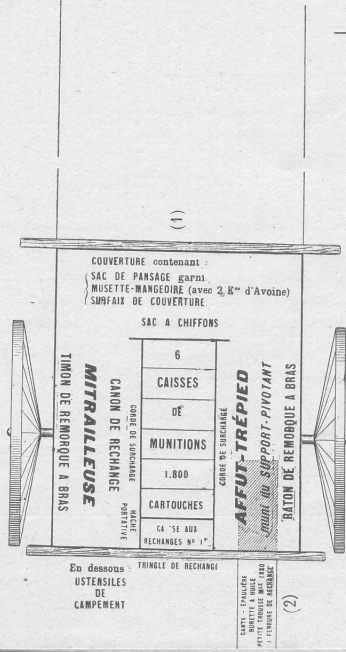 (1)
COUVERTURE contenant :
SAC DE PANSAGE garni
MUSETTE-MANGEOIRE (avec 2 Kos d'Avoine)
SURFAIX DE COUVERTURE
SAC A CHIFFONS
TIMON DE REMORQUE A BRAS
MITRAILLEUSE
CANON DE RECHANGE
CORDE DE SURCHARGE
HACHE
PORTATIVE
6
CAISSES
DE
MUNITIONS
1.800
CARTOUCHES
CAISSE AUX
RECHANGES Nº 1
CORDE DE SURCHARGE
AFFUT-TRÉPIED
muni du SUPPORT-PIVOTANT
BATON DE REMORQUE A BRAS
En dessous :
USTENSILES
DE
CAMPEMENT
TRINGLE DE RECHANGE
GANTS - ÉPAULIÈRE
BURETTE A HUILE
PETITE TROUSSE Mle 1880
1 FERRURE DE RECHANGE
(2)